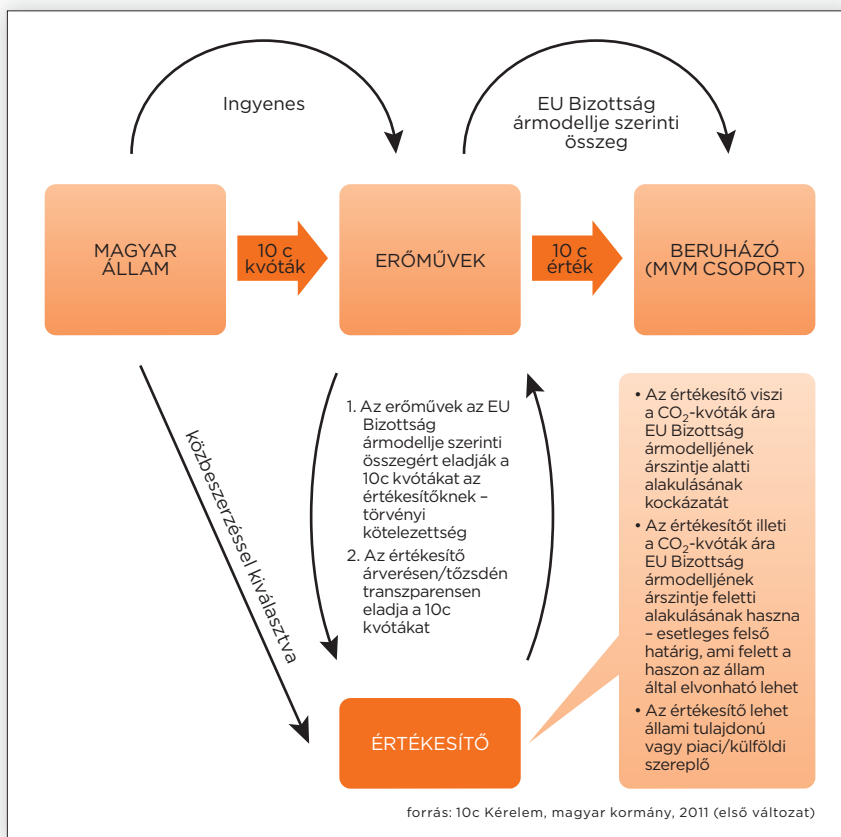 Ingyenes
EU Bizottság
ármodellje szerinti
összeg
MAGYAR
ÁLLAM
10 c
kvóták
ERŐMŰVEK
10 c
érték
BERUHÁZÓ
(MVM CSOPORT)
közbeszerzéssel kiválasztva
1. Az erőművek az EU
Bizottság
ármodellje szerinti
összegért eladják a
10c kvótákat az
értékesítőknek –
törvényi
kötelezettség
2. Az értékesítő
árverésen/tőzsdén
transzparensen
eladja a 10c
kvótákat
• Az értékesítő viszi
a CO₂-kvóták ára
EU Bizottság
ármodelljének
árszintje alatti
alakulásának
kockázatát
• Az értékesítőt illeti
a CO₂-kvóták ára
EU Bizottság
ármodelljének
árszintje feletti
alakulásának haszna
– esetleges felső
határig, ami felett a
haszon az állam
által elvonható lehet
• Az értékesítő lehet
állami tulajdonú
vagy piaci/külföldi
szereplő
ÉRTÉKESÍTŐ
forrás: 10c Kérelem, magyar kormány, 2011 (első változat)